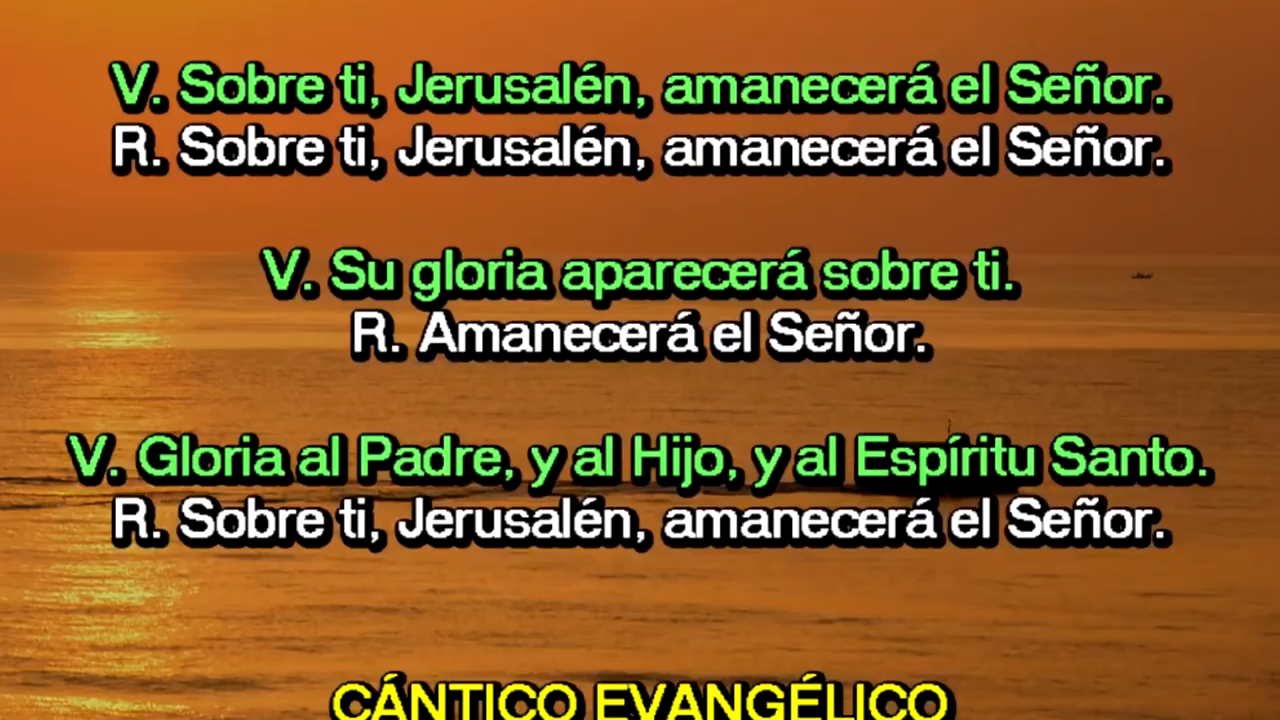 V. Sobre ti, Jerusalén, amanecerá el Señor.
R. Sobre ti, Jerusalén, amanecerá el Señor.
V. Su gloria aparecerá sobre ti.
R. Amanecerá el Señor.
V. Gloria al Padre, y al Hijo, y al Espíritu Santo.
R. Sobre ti, Jerusalén, amanecerá el Señor.
CÁNTICO EVANGÉLICO